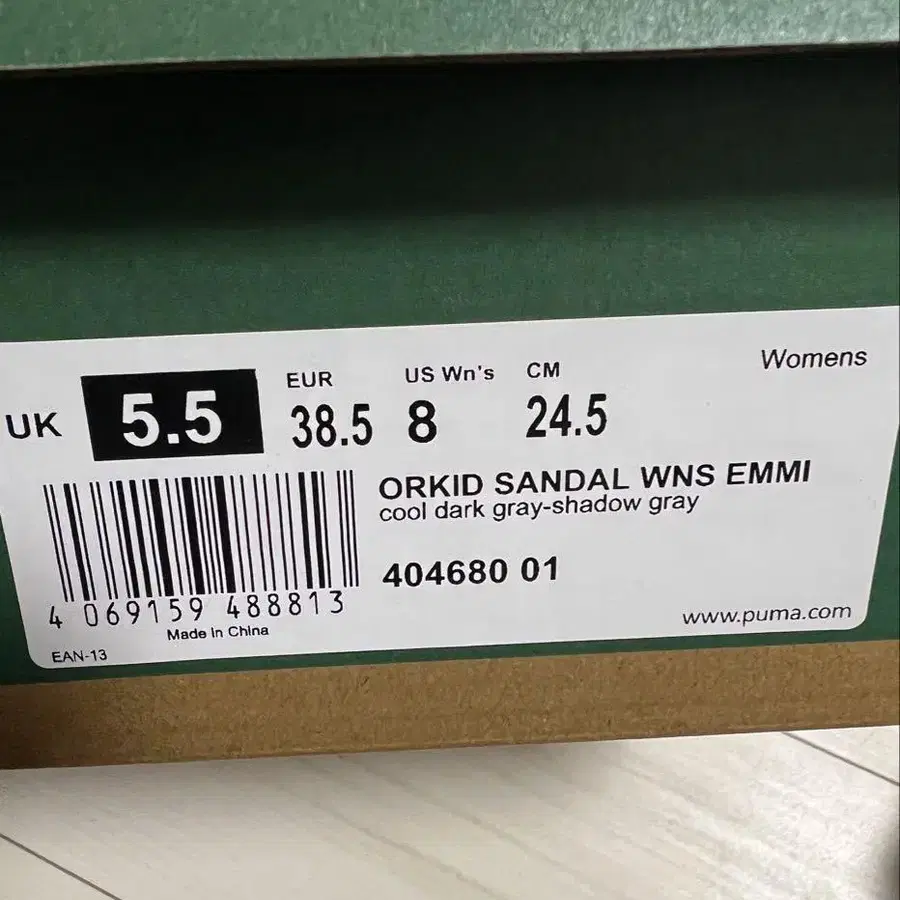 Womens
UK 5.5
EUR 38.5
US Wn's 8
CM 24.5
ORKID SANDAL WNS EMMI
cool dark gray-shadow gray
404680 01
4 069159 488813
Made in China
EAN-13
www.puma.com